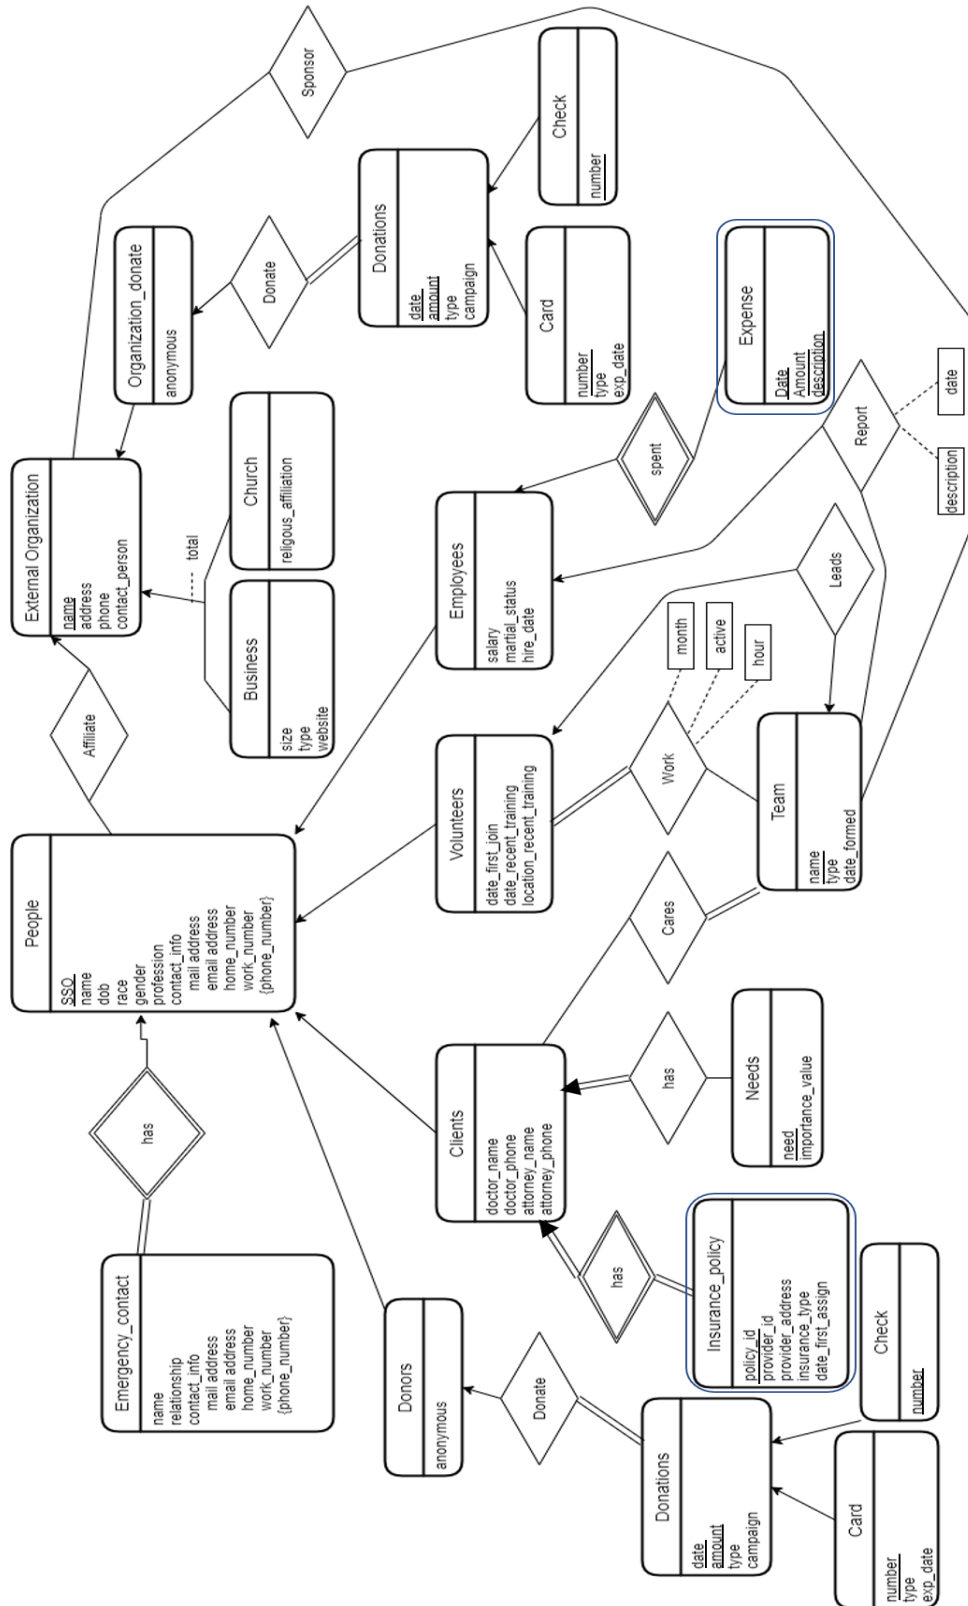 Emergency_contact
name
relationship
contact_info
mail address
email address
home_number
work_number
{phone_number}
has
People
SSO
name
dob
race
gender
profession
contact_info
mail address
email address
home_number
work_number
{phone_number}
Affiliate
External Organization
name
address
phone
contact_person
Organization_donate
anonymous
Sponsor
total
Business
size
type
website
Church
religous_affiliation
Donate
Donations
date
amount
type
campaign
Donors
anonymous
Clients
doctor_name
doctor_phone
attorney_name
attorney_phone
Volunteers
date_first_join
date_recent_training
location_recent_training
Employees
salary
martial_status
hire_date
Card
number
type
exp_date
Check
number
Donate
has
has
Cares
Work
month
active
hour
spent
Donations
date
amount
type
campaign
Insurance_policy
policy_id
provider_id
provider_address
insurance_type
date_first_assign
Needs
need
importance_value
Team
name
type
date_formed
Leads
Expense
Date
Amount
description
Report
description
date
Card
number
type
exp_date
Check
number